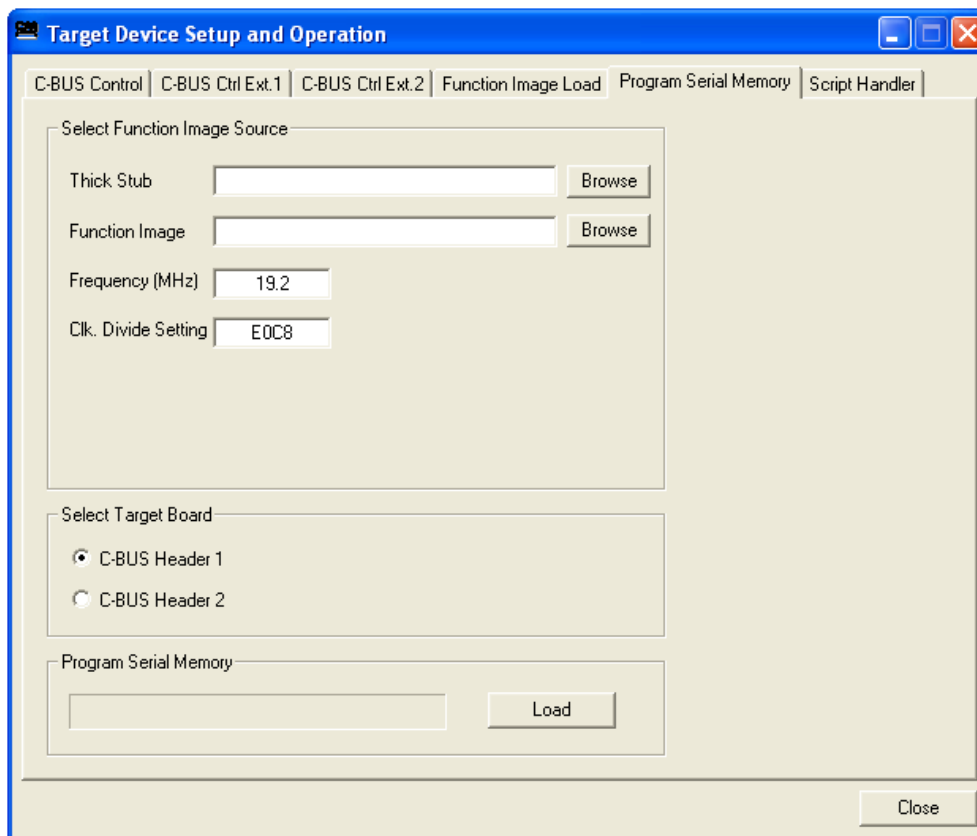 Target Device Setup and Operation
C-BUS Control C-BUS Ctrl Ext.1 C-BUS Ctrl Ext.2 Function Image Load Program Serial Memory Script Handler
Select Function Image Source
Thick Stub Browse
Function Image Browse
Frequency (MHz) 19.2
Clk. Divide Setting E0C8
Select Target Board
C-BUS Header 1
C-BUS Header 2
Program Serial Memory
Load
Close